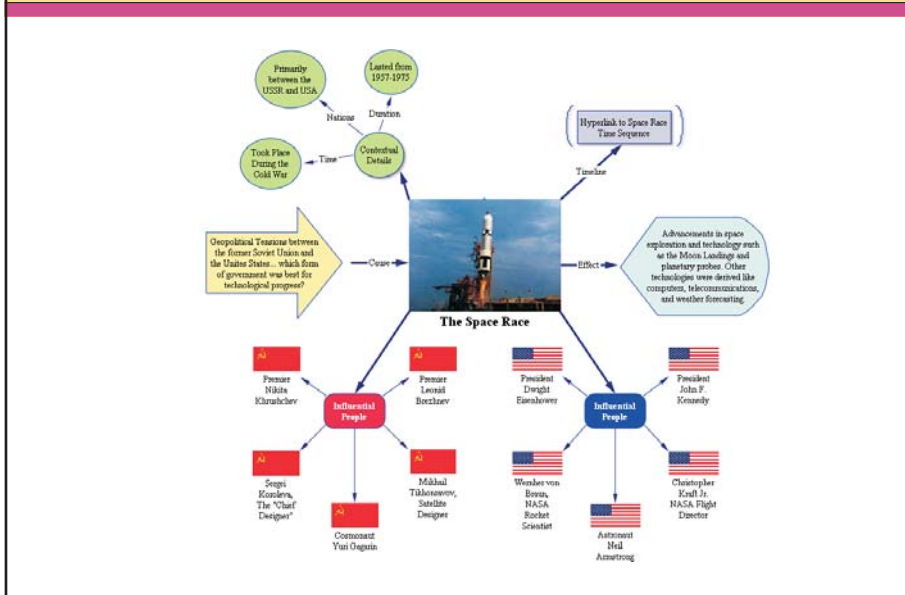 Primarily
between the
USSR and USA
Lasted from
1957-1975
Nations
Duration
Took Place
During the
Cold War
Time
Contextual
Details
Hyperlink to Space Race
Time Sequence
Timeline
Geopolitical Tensions between
the former Soviet Union and
the Unites States... which form
of government was best for
technological progress?
Cause
Effect
Advancements in space
exploration and technology such
as the Moon Landings and
planetary probes. Other
technologies were derived like
computers, telecommunications,
and weather forecasting.
The Space Race
Premier
Nikita
Khrushchev
Premier
Leonid
Brezhnev
Influential
People
Sergei
Koroleva,
The "Chief
Designer"
Mikhail
Tikhonravov,
Satellite
Designer
Cosmonaut
Yuri Gagarin
President
Dwight
Eisenhower
President
John F.
Kennedy
Influential
People
Wernher von
Braun,
NASA
Rocket
Scientist
Christopher
Kraft Jr.
NASA Flight
Director
Astronaut
Neil
Armstrong